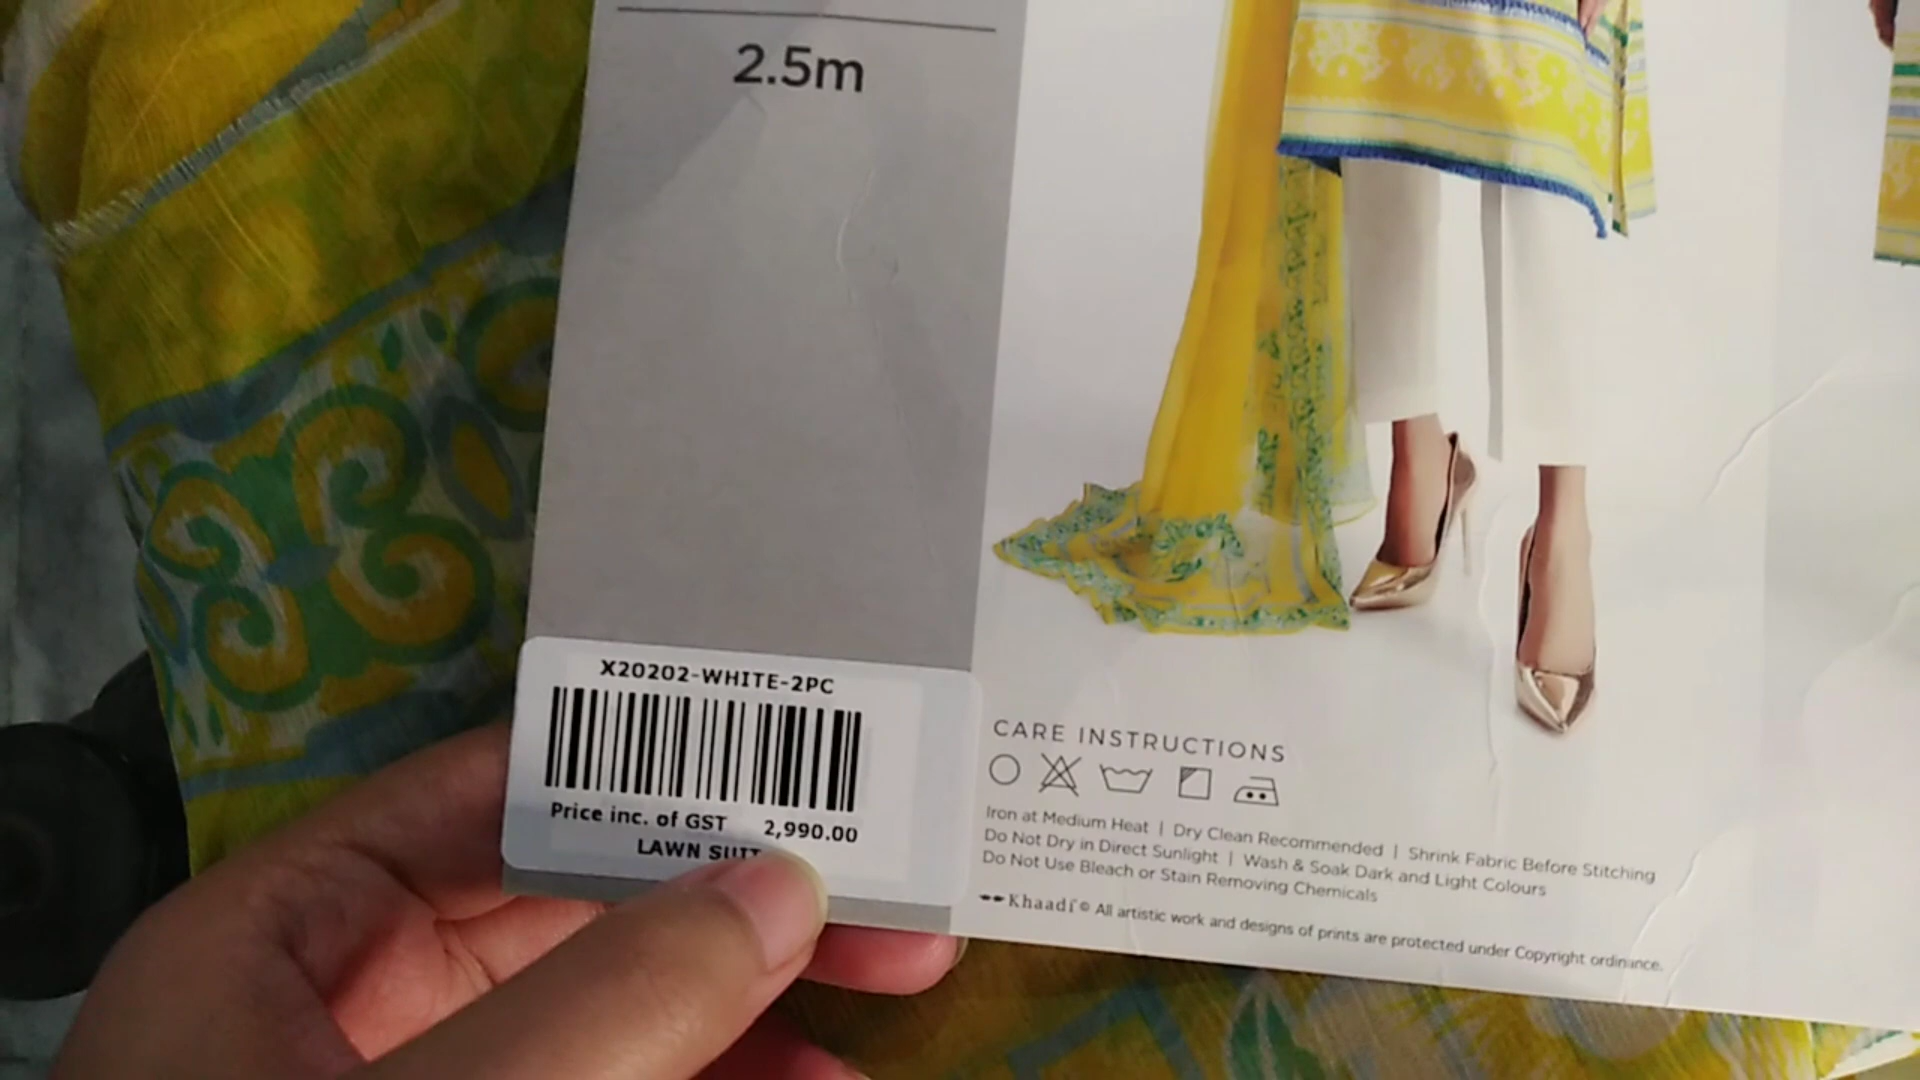 2.5m
X20202-WHITE-2PC
Price inc. of GST 2,990.00
LAWN SUIT
CARE INSTRUCTIONS
Iron at Medium Heat | Dry Clean Recommended | Shrink Fabric Before Stitching
Do Not Dry in Direct Sunlight | Wash & Soak Dark and Light Colours
Do Not Use Bleach or Stain Removing Chemicals
Khaadi © All artistic work and designs of prints are protected under Copyright ordinance.